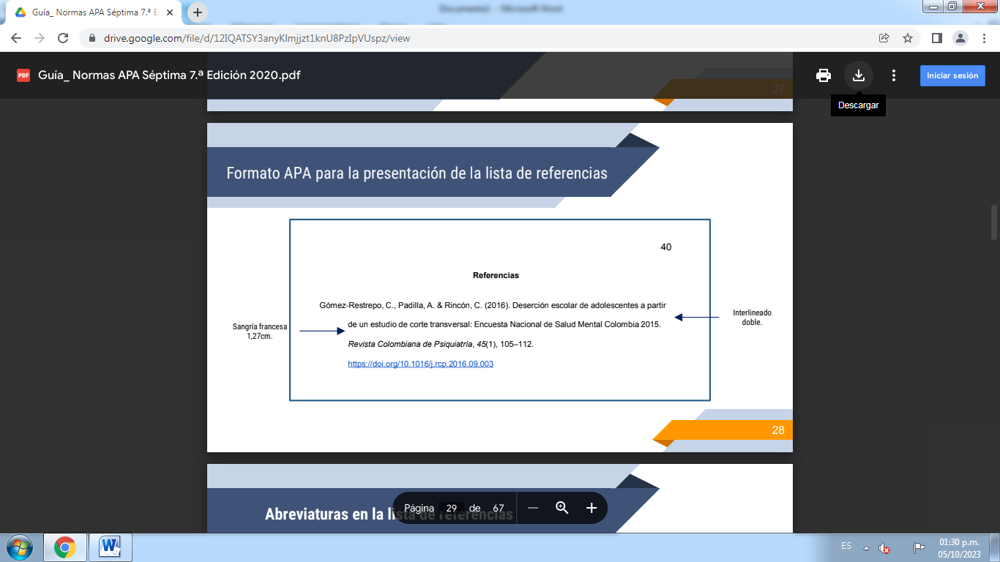 Documento1 - Microsoft Word
Guía_ Normas APA Séptima 7.ª Ed
drive.google.com/file/d/12IQATSY3anyKlmjjzt1knU8PzIpVUspz/view
PDF
Guía_ Normas APA Séptima 7.ª Edición 2020.pdf
Iniciar sesión
Descargar
27
Formato APA para la presentación de la lista de referencias
40
Referencias
Gómez-Restrepo, C., Padilla, A. & Rincón, C. (2016). Deserción escolar de adolescentes a partir
de un estudio de corte transversal: Encuesta Nacional de Salud Mental Colombia 2015.
Revista Colombiana de Psiquiatria, 45(1), 105–112.
https://doi.org/10.1016/j.rcp.2016.09.003
Sangría francesa
1,27cm.
Interlineado
doble.
28
Abreviaturas en la lista de referencias
Página 29 de 67
ES
01:30 p.m.
05/10/2023